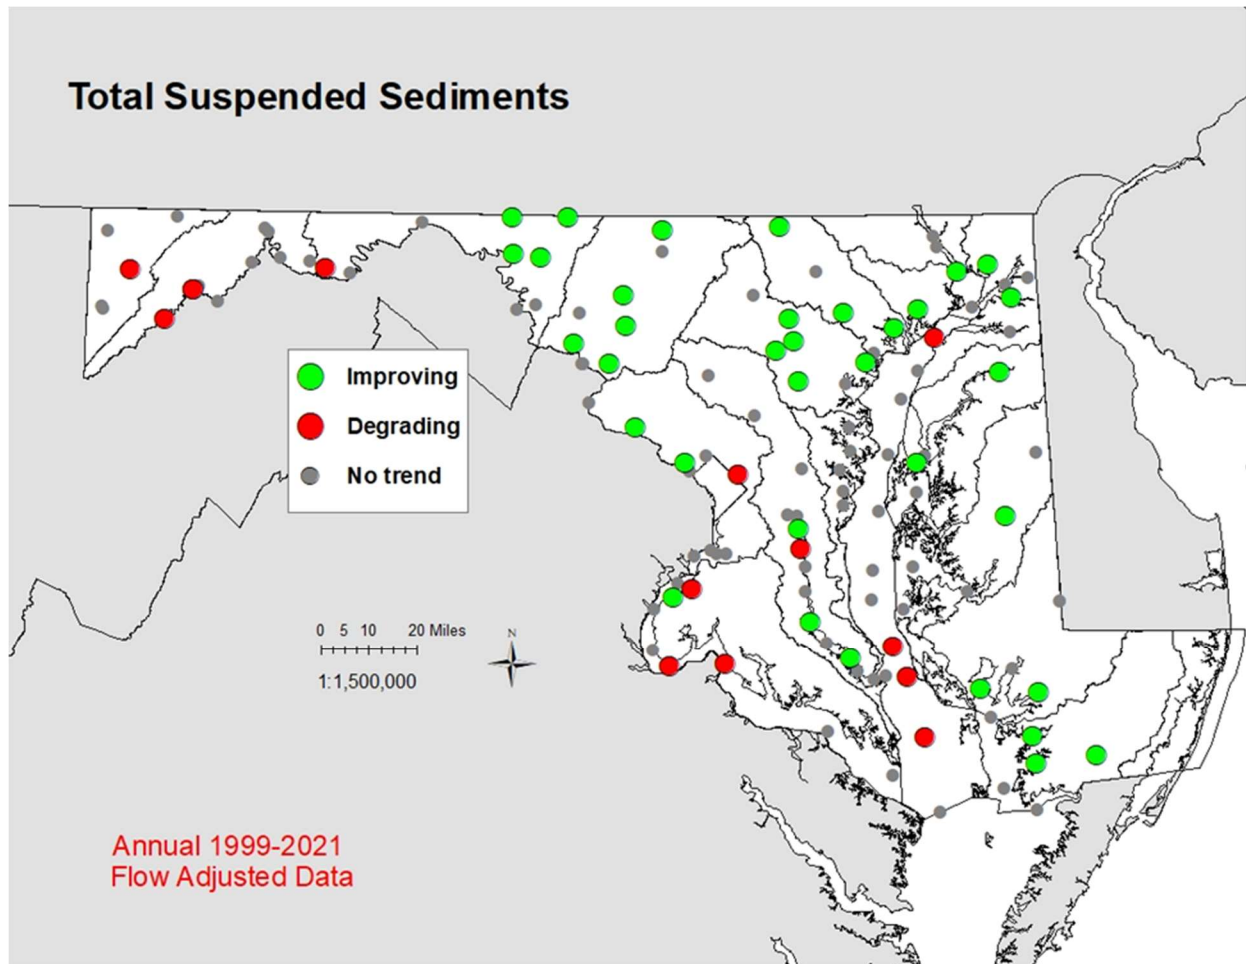 Total Suspended Sediments
Improving
Degrading
No trend
0 5 10 20 Miles
N
1:1,500,000
Annual 1999-2021
Flow Adjusted Data